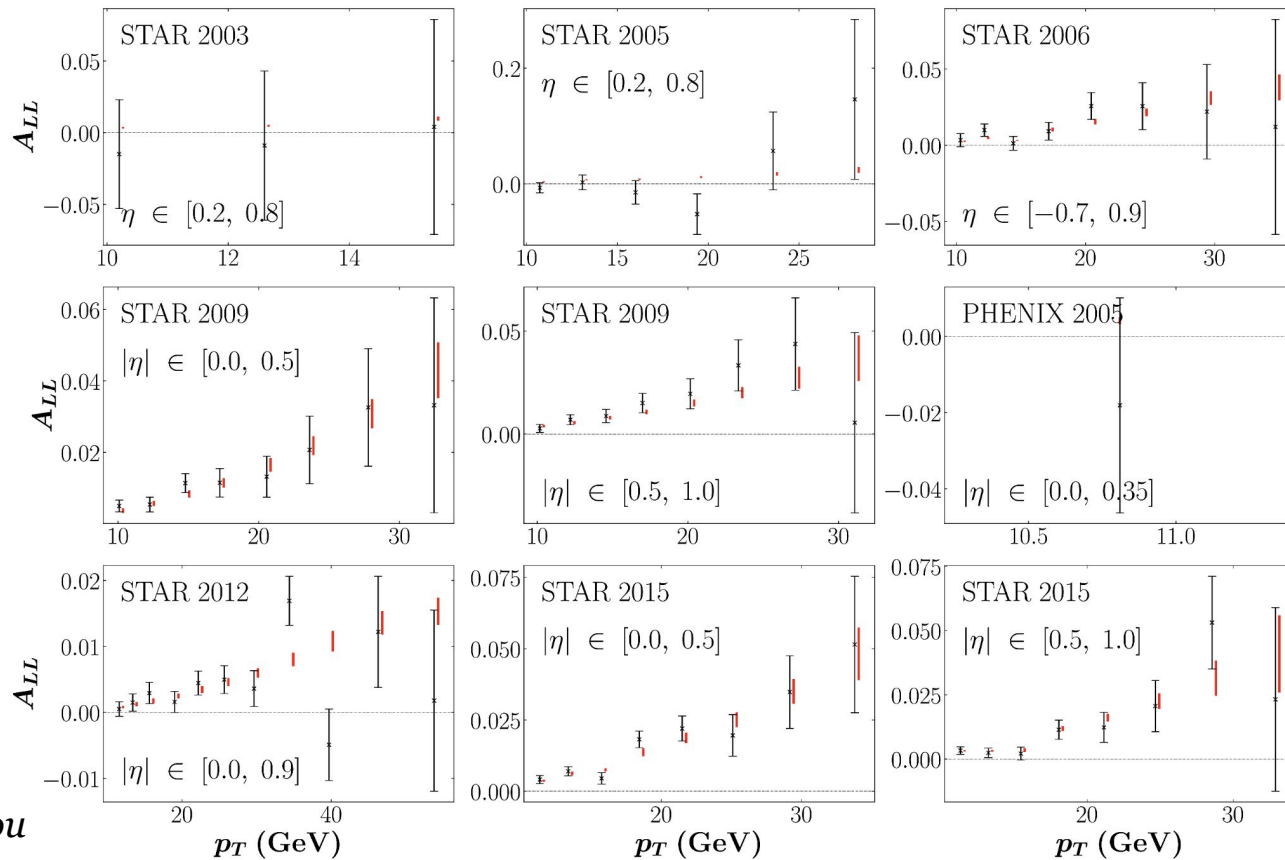 STAR 2003
η ∈ [0.2, 0.8]
A_LL
0.05
0.00
−0.05
10
12
14
STAR 2005
η ∈ [0.2, 0.8]
0.2
0.0
10
15
20
25
STAR 2006
η ∈ [−0.7, 0.9]
0.05
0.00
−0.05
10
20
30
STAR 2009
|η| ∈ [0.0, 0.5]
A_LL
0.06
0.04
0.02
10
20
30
STAR 2009
|η| ∈ [0.5, 1.0]
0.05
0.00
10
20
30
PHENIX 2005
|η| ∈ [0.0, 0.35]
0.00
−0.02
−0.04
10.5
11.0
STAR 2012
|η| ∈ [0.0, 0.9]
A_LL
0.02
0.01
0.00
−0.01
20
40
p_T (GeV)
STAR 2015
|η| ∈ [0.0, 0.5]
0.075
0.050
0.025
0.000
20
30
p_T (GeV)
STAR 2015
|η| ∈ [0.5, 1.0]
0.075
0.050
0.025
0.000
20
30
p_T (GeV)